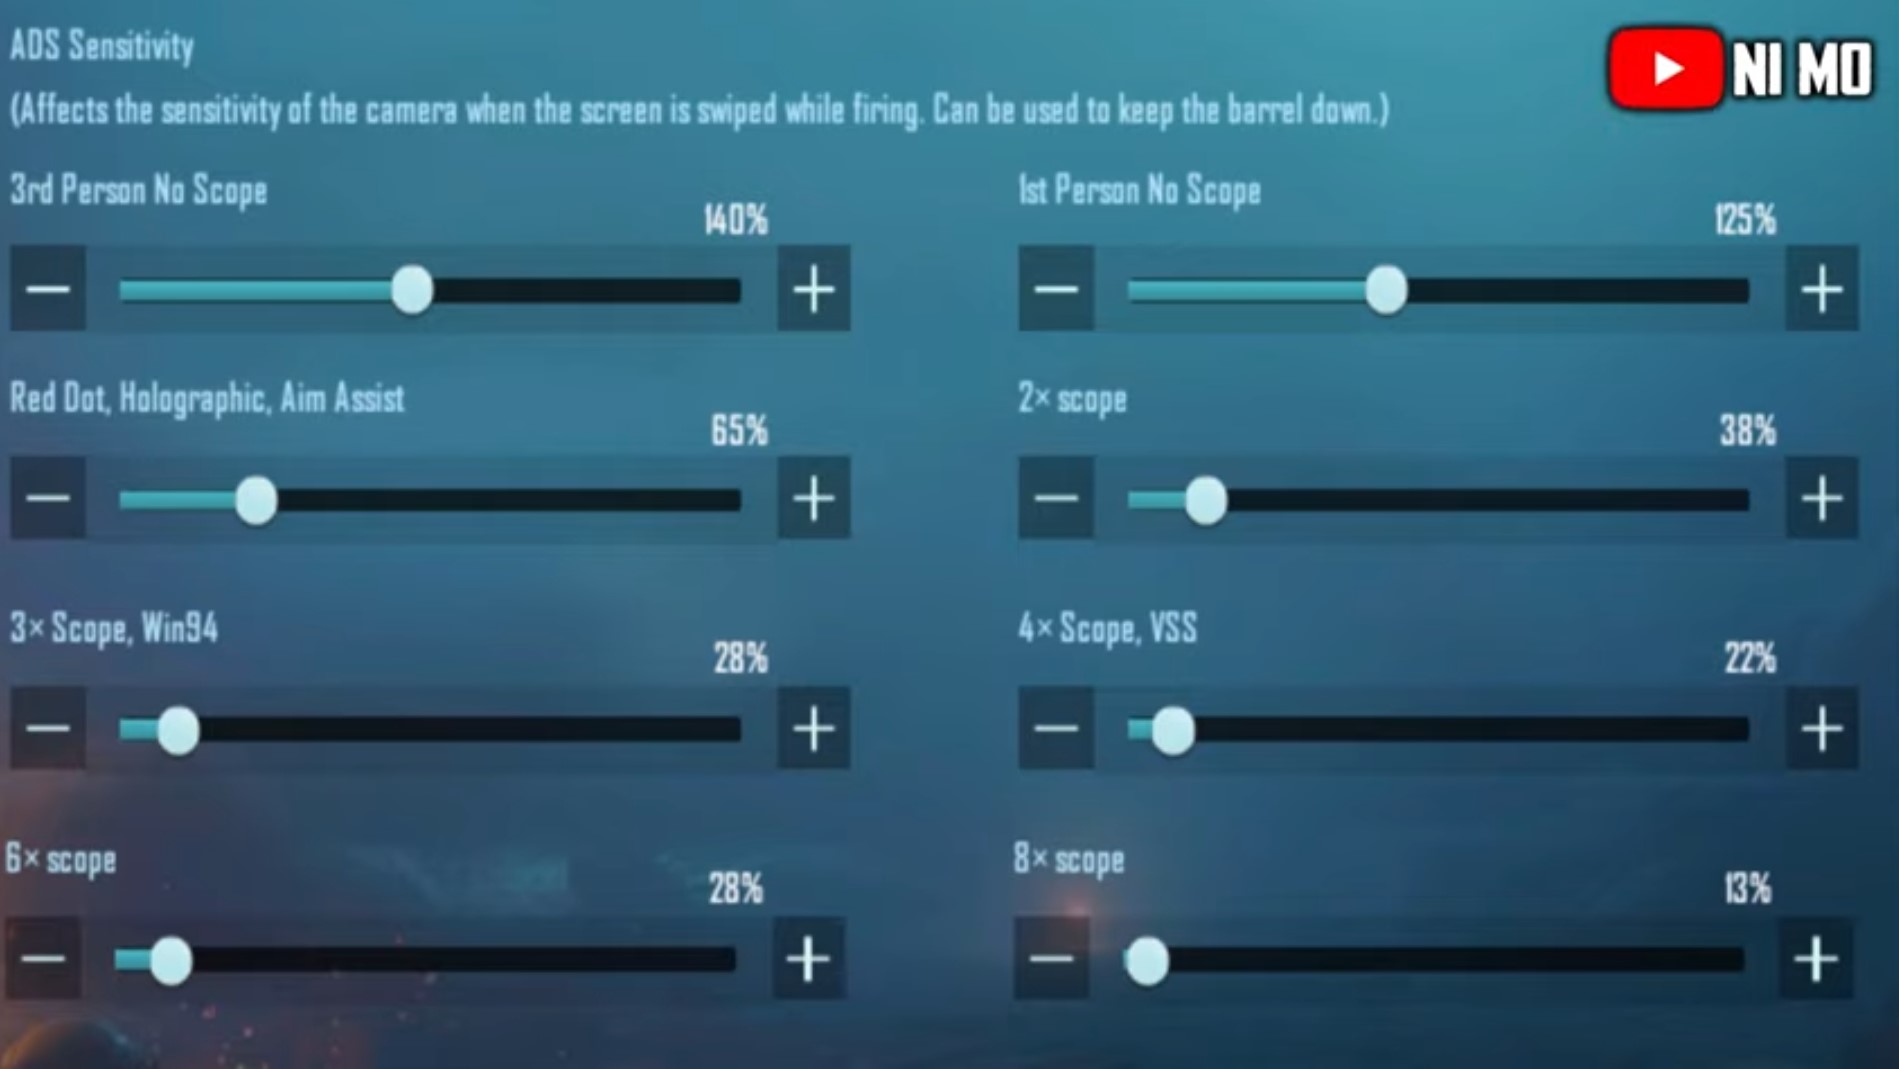 ADS Sensitivity
NI MO
(Affects the sensitivity of the camera when the screen is swiped while firing. Can be used to keep the barrel down.)
3rd Person No Scope
140%
1st Person No Scope
125%
Red Dot, Holographic, Aim Assist
65%
2× scope
38%
3× Scope, Win94
28%
4× Scope, VSS
22%
6× scope
28%
8× scope
13%